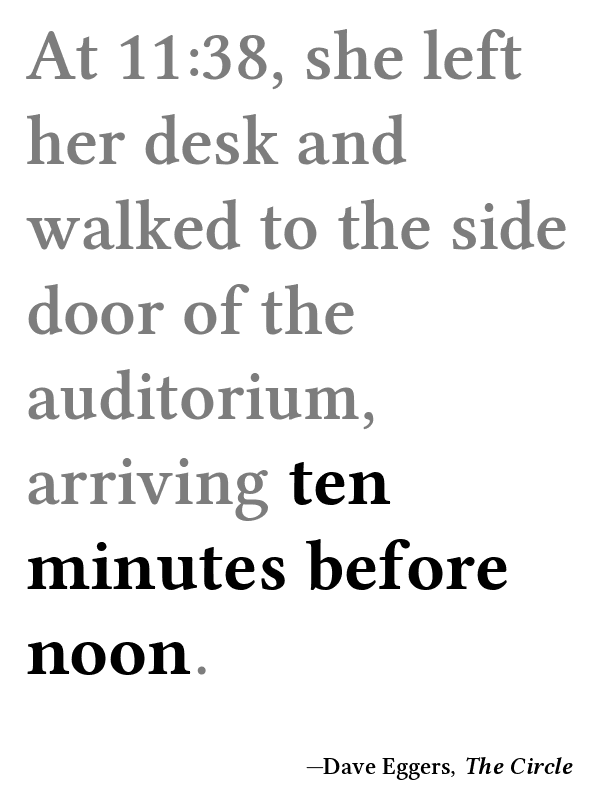 At 11:38, she left
her desk and
walked to the side
door of the
auditorium,
arriving ten
minutes before
noon.
—Dave Eggers, The Circle